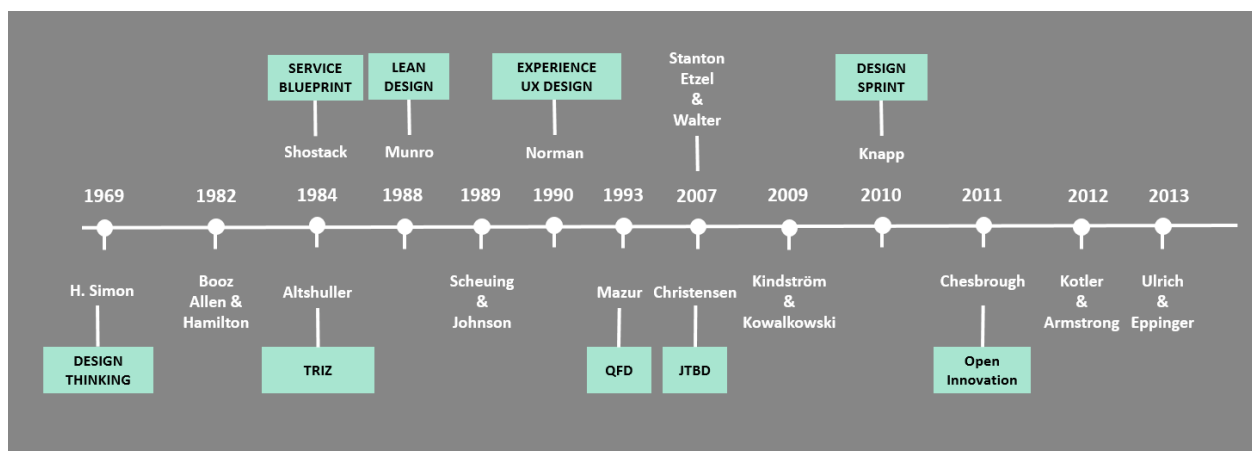 SERVICE
BLUEPRINT
LEAN
DESIGN
EXPERIENCE
UX DESIGN
Stanton
Etzel
&
Walter
DESIGN
SPRINT
Shostack
Munro
Norman
Knapp
1969
1982
1984
1988
1989
1990
1993
2007
2009
2010
2011
2012
2013
H. Simon
Booz
Allen &
Hamilton
Altshuller
Scheuing
&
Johnson
Mazur
Christensen
Kindström
&
Kowalkowski
Chesbrough
Kotler
&
Armstrong
Ulrich
&
Eppinger
DESIGN
THINKING
TRIZ
QFD
JTBD
Open
Innovation